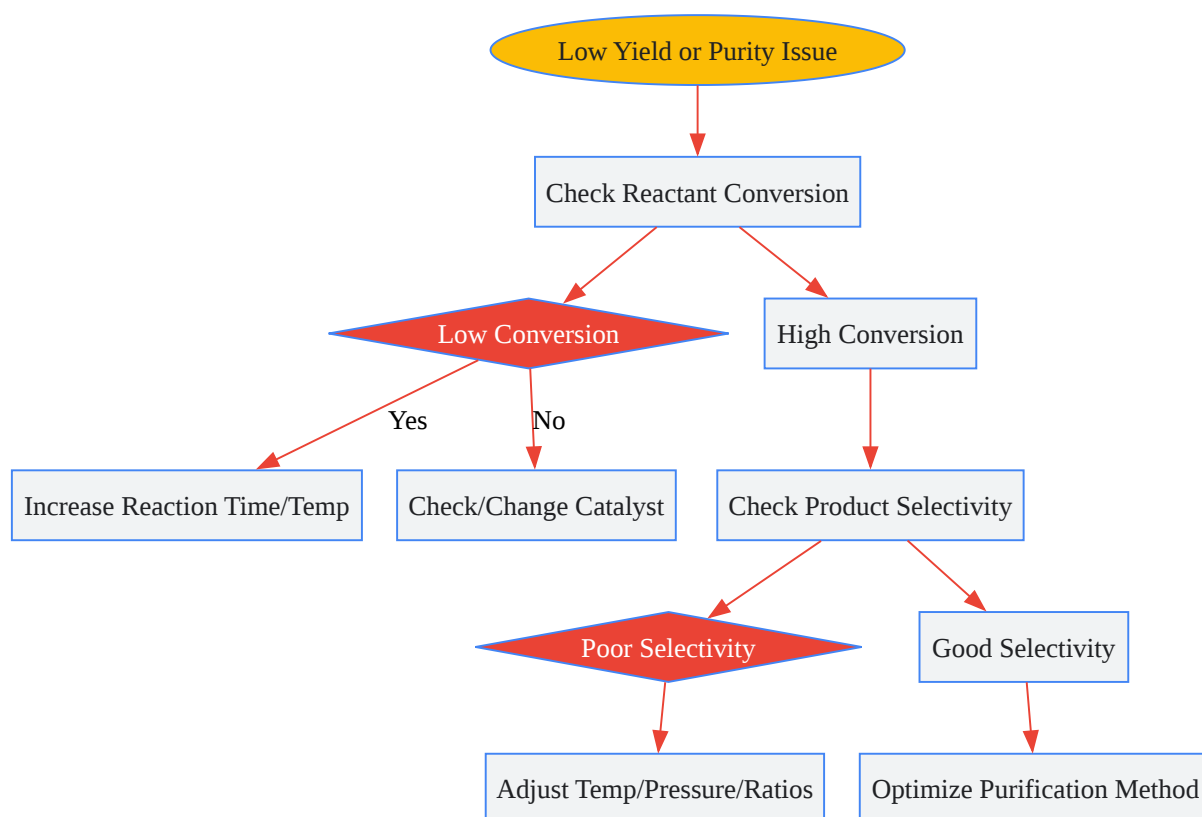 Low Yield or Purity Issue
Check Reactant Conversion
Low Conversion
High Conversion
Yes
No
Increase Reaction Time/Temp
Check/Change Catalyst
Check Product Selectivity
Poor Selectivity
Good Selectivity
Adjust Temp/Pressure/Ratios
Optimize Purification Method